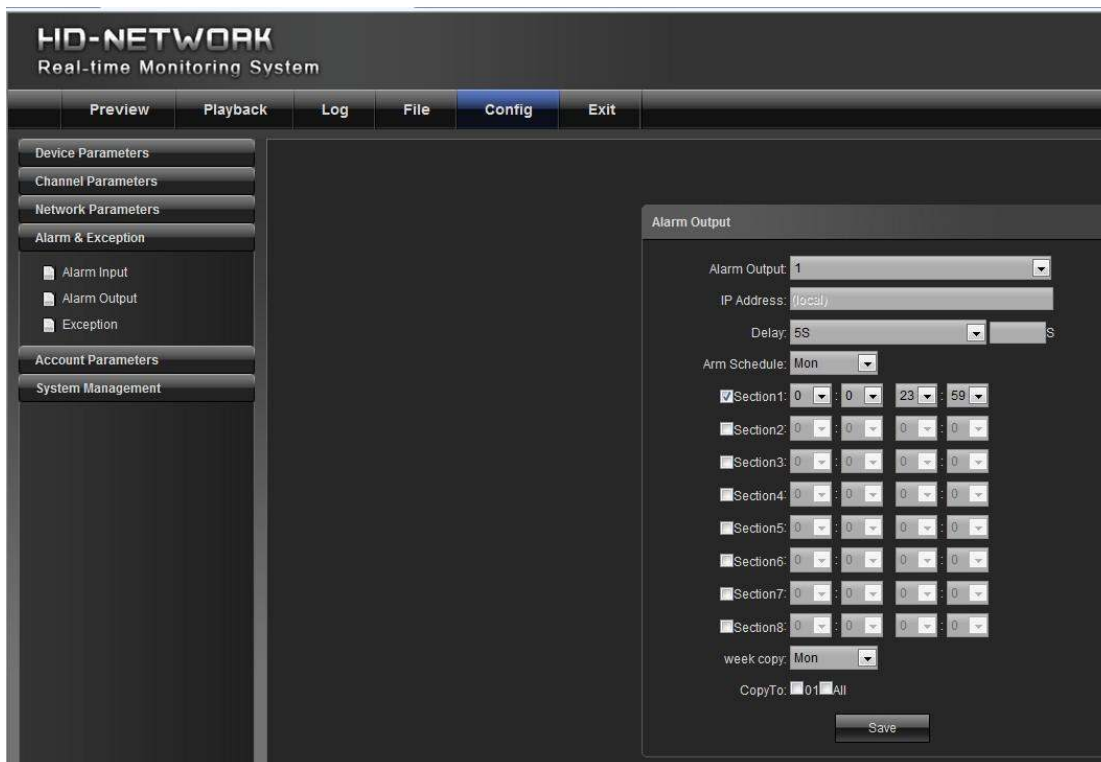 HD-NETWORK
Real-time Monitoring System
Preview Playback Log File Config Exit
Device Parameters
Channel Parameters
Network Parameters
Alarm & Exception
Alarm Input
Alarm Output
Exception
Account Parameters
System Management
Alarm Output
Alarm Output: 1
IP Address: (local)
Delay: 5S S
Arm Schedule: Mon
Section1: 0 : 0 23 : 59
Section2: 0 : 0 0 : 0
Section3: 0 : 0 0 : 0
Section4: 0 : 0 0 : 0
Section5: 0 : 0 0 : 0
Section6: 0 : 0 0 : 0
Section7: 0 : 0 0 : 0
Section8: 0 : 0 0 : 0
week copy: Mon
CopyTo: 01 All
Save